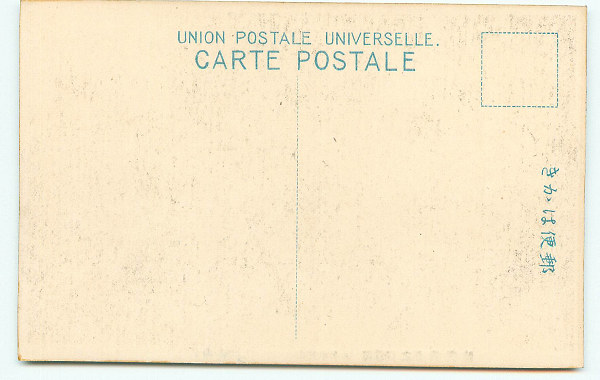 UNION POSTALE UNIVERSELLE.
CARTE POSTALE
きかは便郵